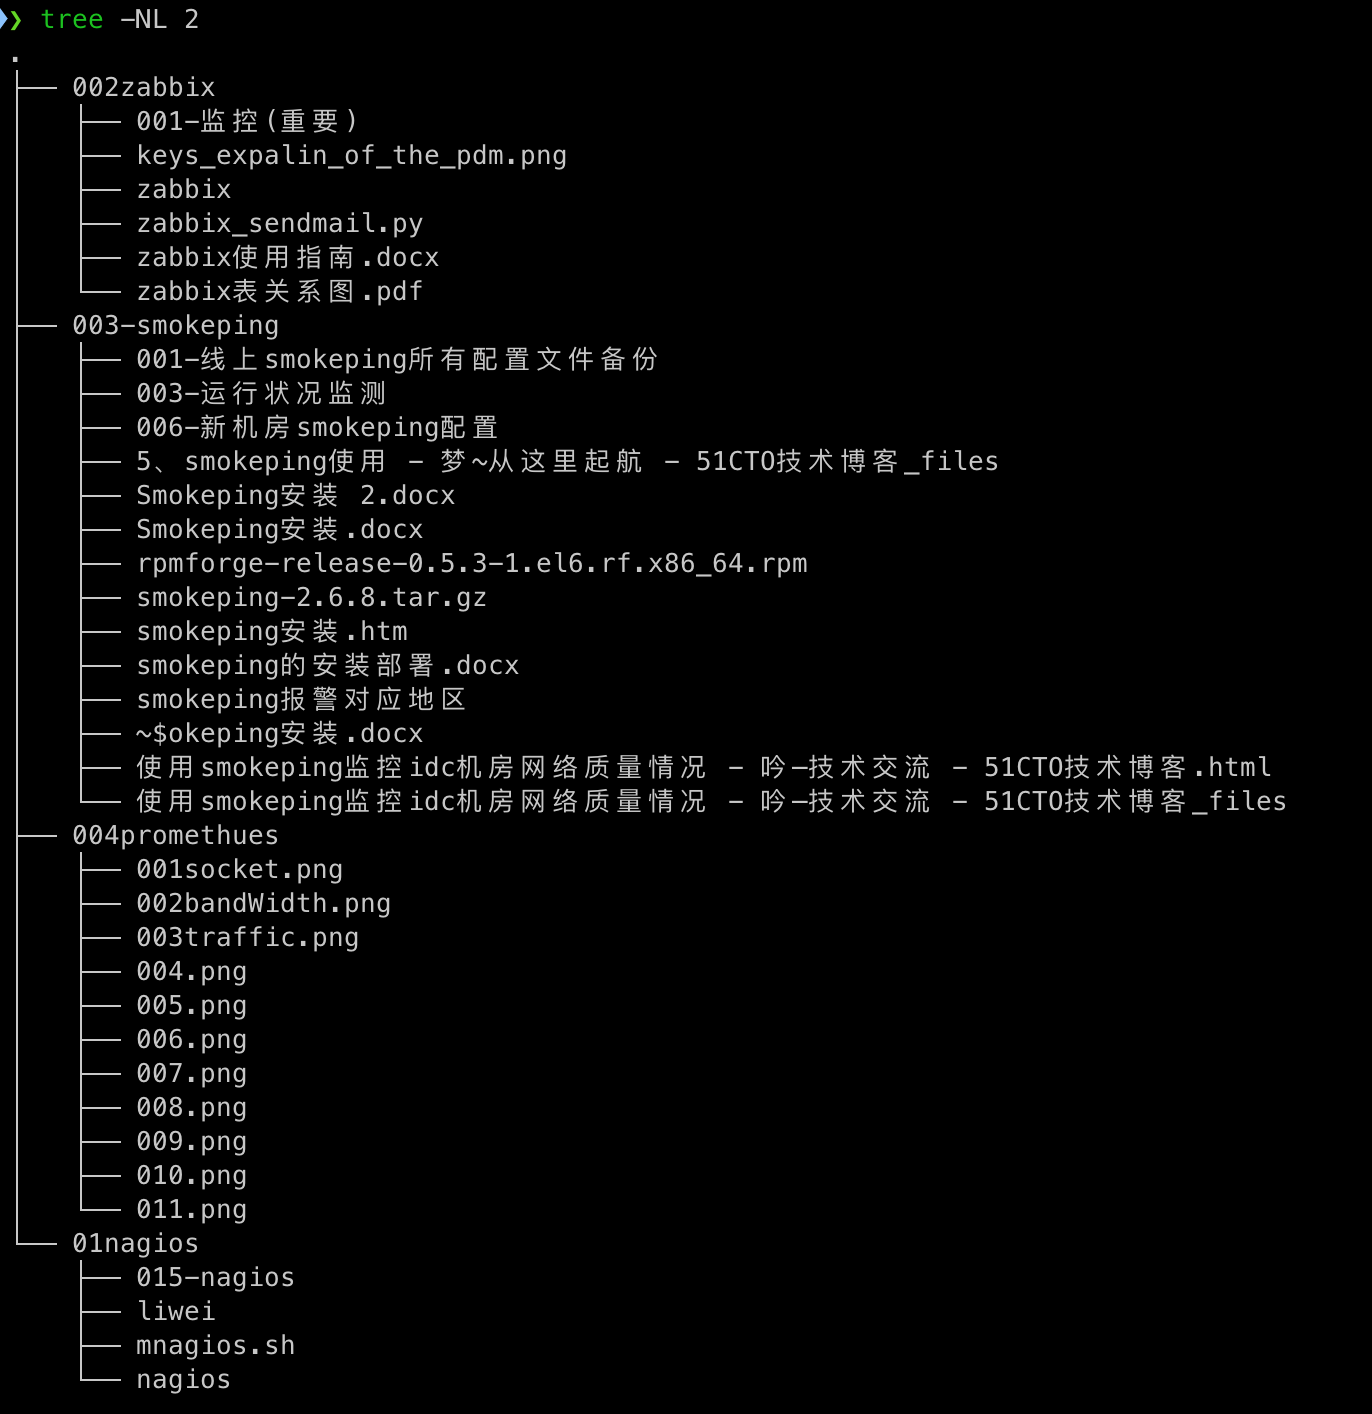 ❯ tree -NL 2
.
├── 002zabbix
│   ├── 001-监控(重要)
│   ├── keys_expalin_of_the_pdm.png
│   ├── zabbix
│   ├── zabbix_sendmail.py
│   ├── zabbix使用指南.docx
│   └── zabbix表关系图.pdf
├── 003-smokeping
│   ├── 001-线上smokeping所有配置文件备份
│   ├── 003-运行状况监测
│   ├── 006-新机房smokeping配置
│   ├── 5、smokeping使用 - 梦~从这里起航 - 51CTO技术博客_files
│   ├── Smokeping安装 2.docx
│   ├── Smokeping安装.docx
│   ├── rpmforge-release-0.5.3-1.el6.rf.x86_64.rpm
│   ├── smokeping-2.6.8.tar.gz
│   ├── smokeping安装.htm
│   ├── smokeping的安装部署.docx
│   ├── smokeping报警对应地区
│   ├── ~$okeping安装.docx
│   ├── 使用smokeping监控idc机房网络质量情况 - 吟—技术交流 - 51CTO技术博客.html
│   └── 使用smokeping监控idc机房网络质量情况 - 吟—技术交流 - 51CTO技术博客_files
├── 004promethues
│   ├── 001socket.png
│   ├── 002bandWidth.png
│   ├── 003traffic.png
│   ├── 004.png
│   ├── 005.png
│   ├── 006.png
│   ├── 007.png
│   ├── 008.png
│   ├── 009.png
│   ├── 010.png
│   └── 011.png
└── 01nagios
    ├── 015-nagios
    ├── liwei
    ├── mnagios.sh
    └── nagios